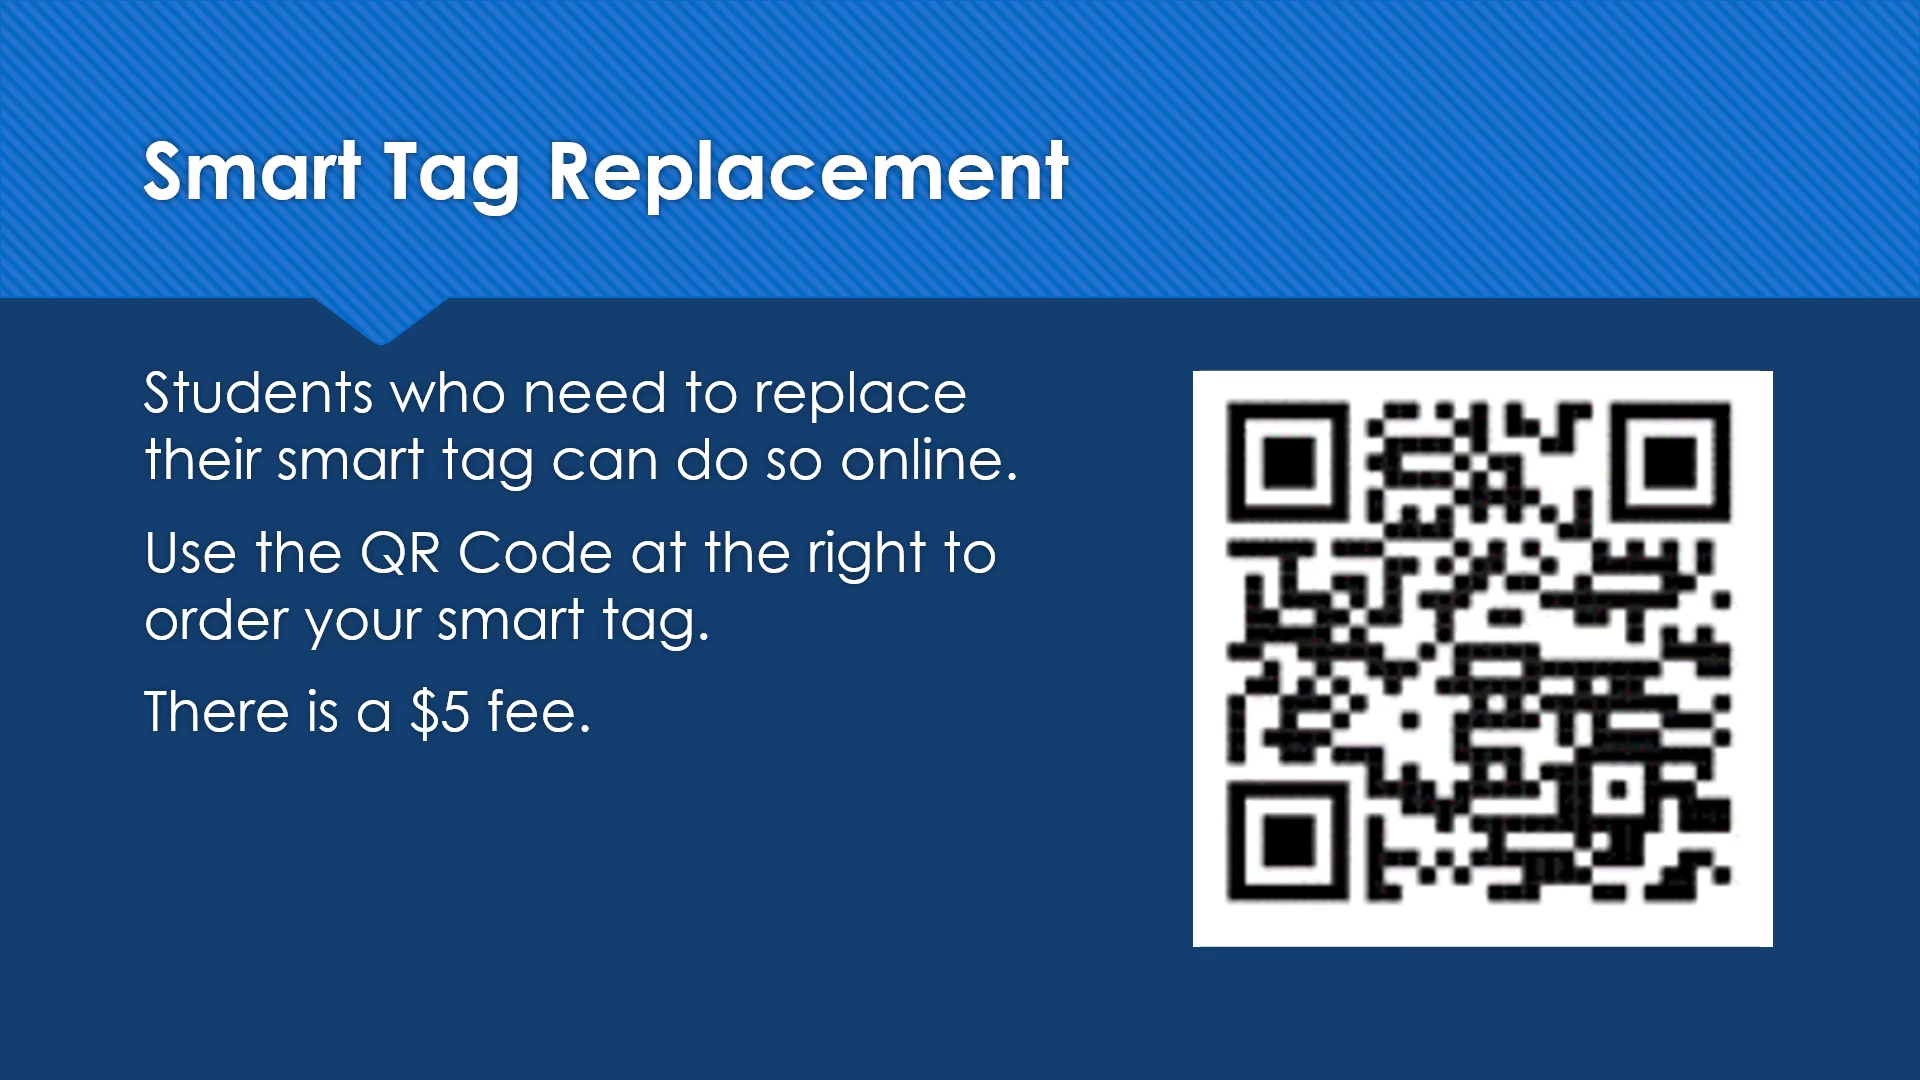 Smart Tag Replacement
Students who need to replace
their smart tag can do so online.
Use the QR Code at the right to
order your smart tag.
There is a $5 fee.